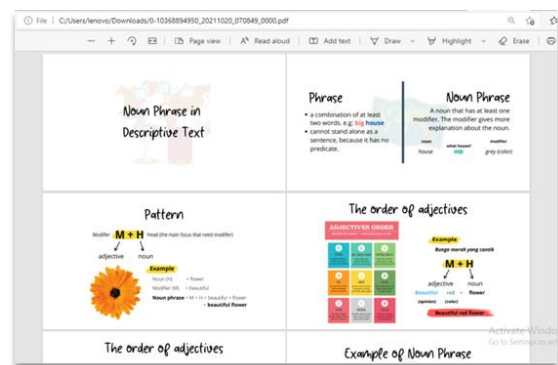 File | C:/Users/lenovo/Downloads/0-10368894950_20211020_070849_0000.pdf
Page view | Read aloud | Add text | Draw Highlight Erase
Noun Phrase in
Descriptive Text
Phrase
• a combination of at least
two words. e.g: big house
• cannot stand alone as a
sentence, because it has no
predicate.
Noun Phrase
A noun that has at least one
modifier. The modifier gives more
explanation about the noun.
noun what house? modifier
house grey (color)
Pattern
Modifier M + H Head (the main focus that need modifier)
adjective noun
Example
Noun (H) = flower
Modifier (M) = beautiful
Noun phrase = M + H = beautiful + flower
= beautiful flower
The order of adjectives
ADJECTIVES ORDER
Example
Bunga merah yang cantik
M + H
adjective noun
Beautiful red + flower
(opinion) (color)
Beautiful red flower
Activate Windo
Go to Settings to act
The order of adjectives
Example of Noun Phrase